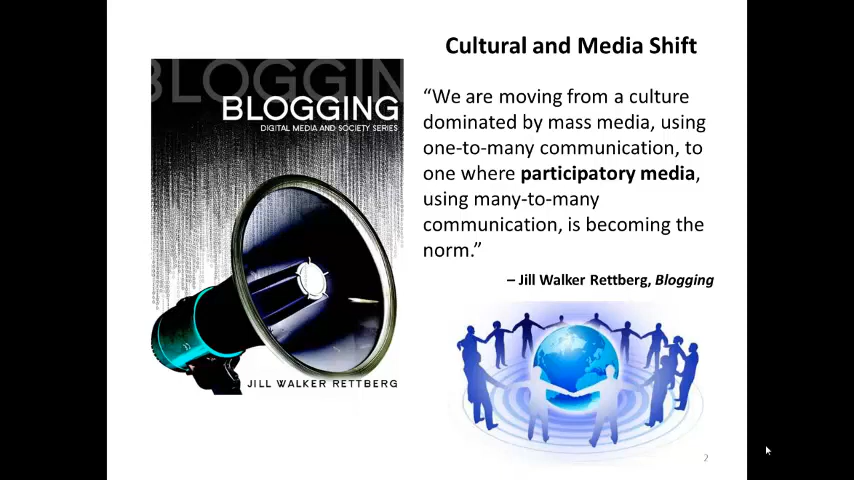 Cultural and Media Shift
BLOGGIN
BLOGGING
DIGITAL MEDIA AND SOCIETY SERIES
JILL WALKER RETTBERG
“We are moving from a culture
dominated by mass media, using
one-to-many communication, to
one where participatory media,
using many-to-many
communication, is becoming the
norm.”
– Jill Walker Rettberg, Blogging
2